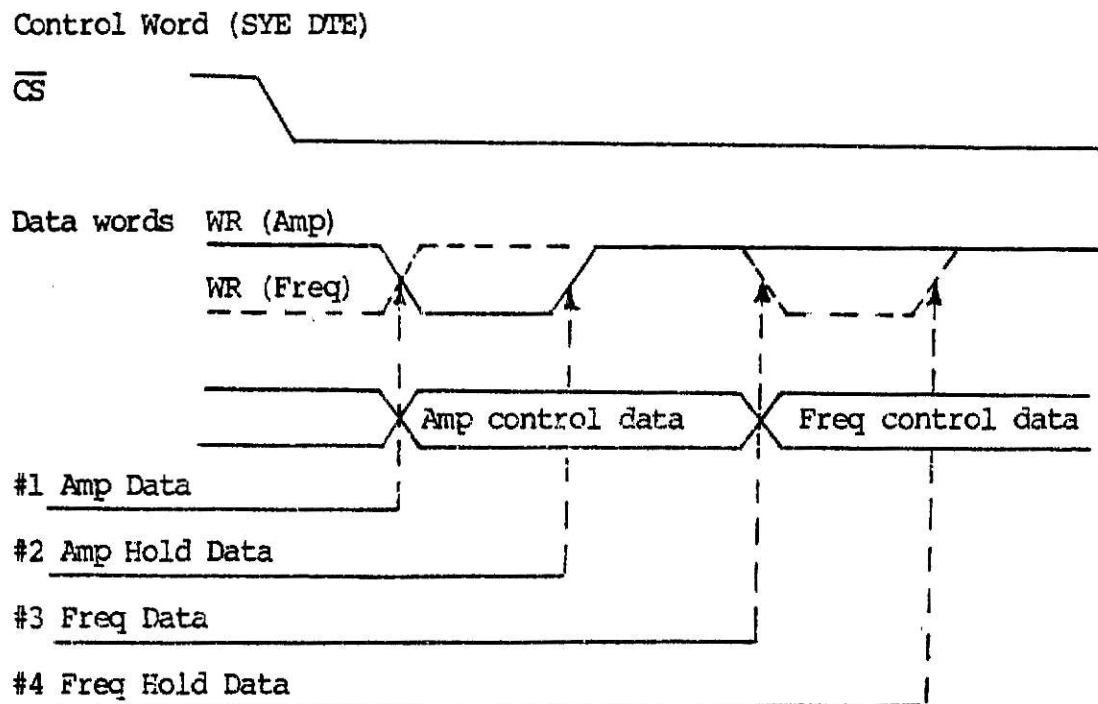 Control Word (SYE DTE)
C̅S̅
Data words WR (Amp)
WR (Freq)
Amp control data Freq control data
#1 Amp Data
#2 Amp Hold Data
#3 Freq Data
#4 Freq Hold Data